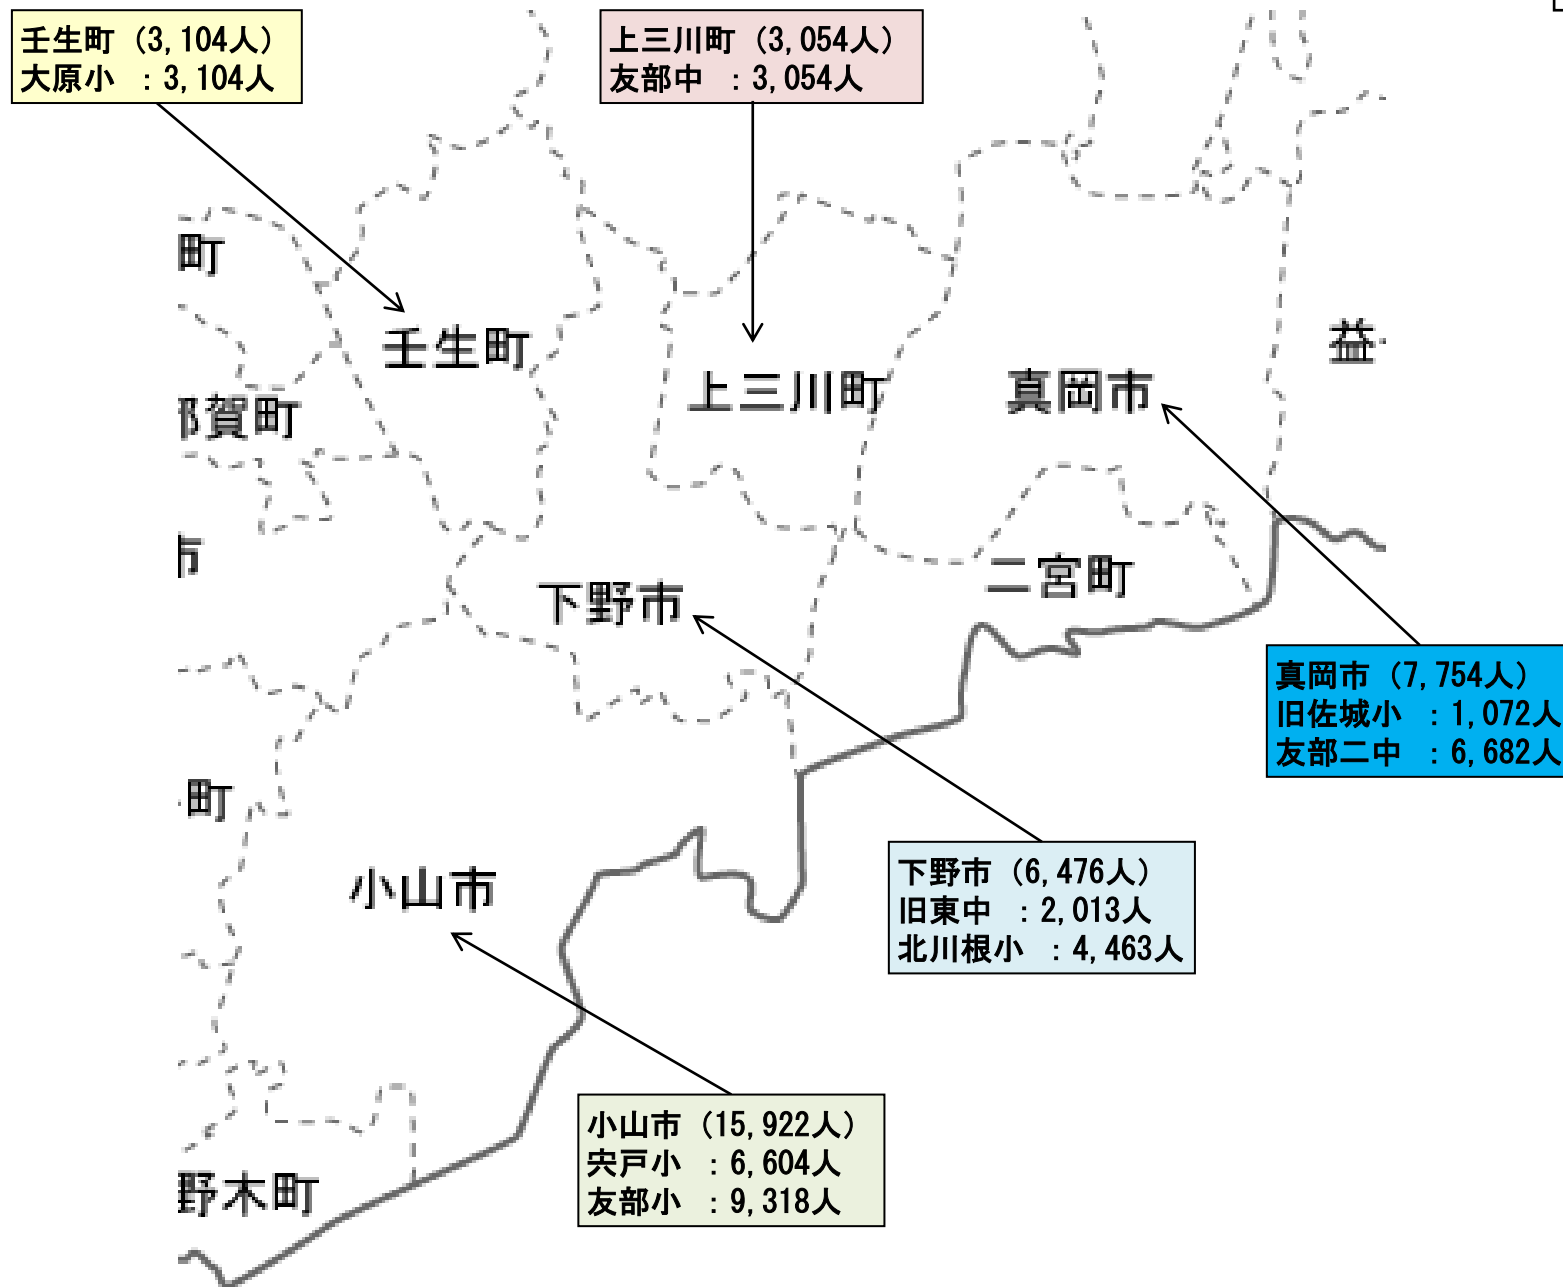 壬生町（3,104人）
大原小　：3,104人
上三川町（3,054人）
友部中　：3,054人
町
壬生町
益
上三川町
真岡市
賀町
市
二宮町
下野市
真岡市（7,754人）
旧佐城小　：1,072人
友部二中　：6,682人
町
小山市
下野市（6,476人）
旧東中　：2,013人
北川根小　：4,463人
小山市（15,922人）
宍戸小　：6,604人
友部小　：9,318人
野木町